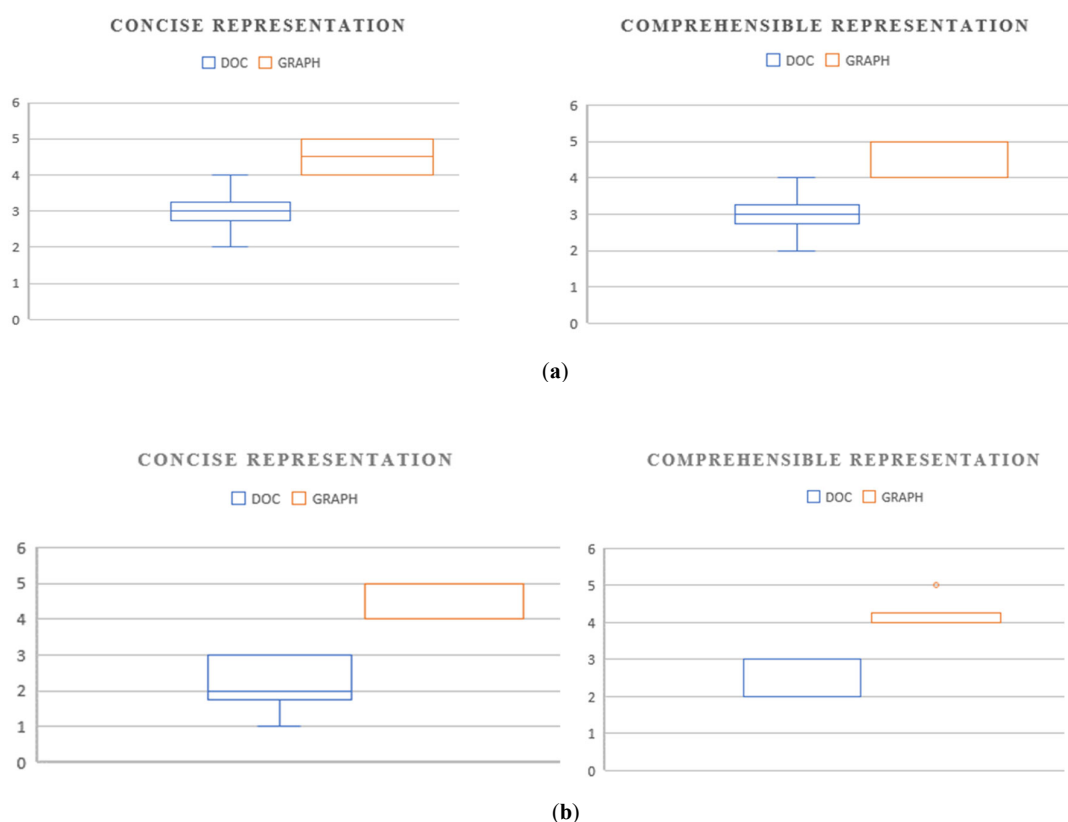 CONCISE REPRESENTATION
DOC GRAPH
6
5
4
3
2
1
0
COMPREHENSIBLE REPRESENTATION
DOC GRAPH
6
5
4
3
2
1
0
(a)
CONCISE REPRESENTATION
DOC GRAPH
6
5
4
3
2
1
0
COMPREHENSIBLE REPRESENTATION
DOC GRAPH
6
5
4
3
2
1
0
(b)